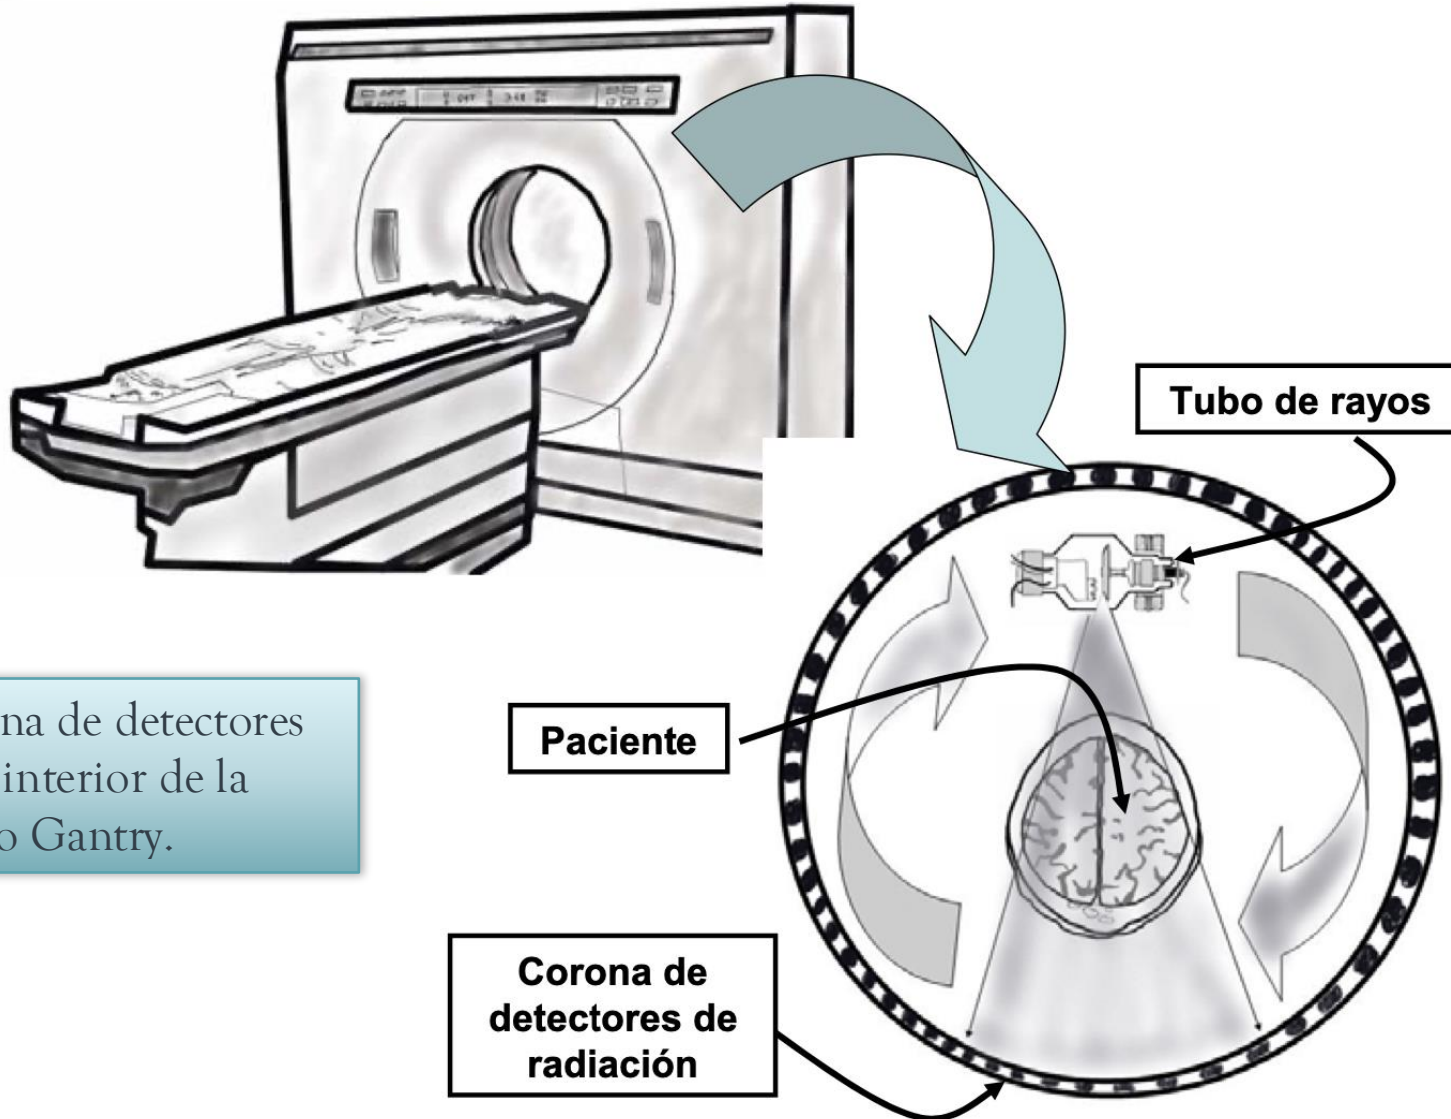 Tubo de rayos
Paciente
na de detectores
interior de la
o Gantry.
Corona de
detectores de
radiación